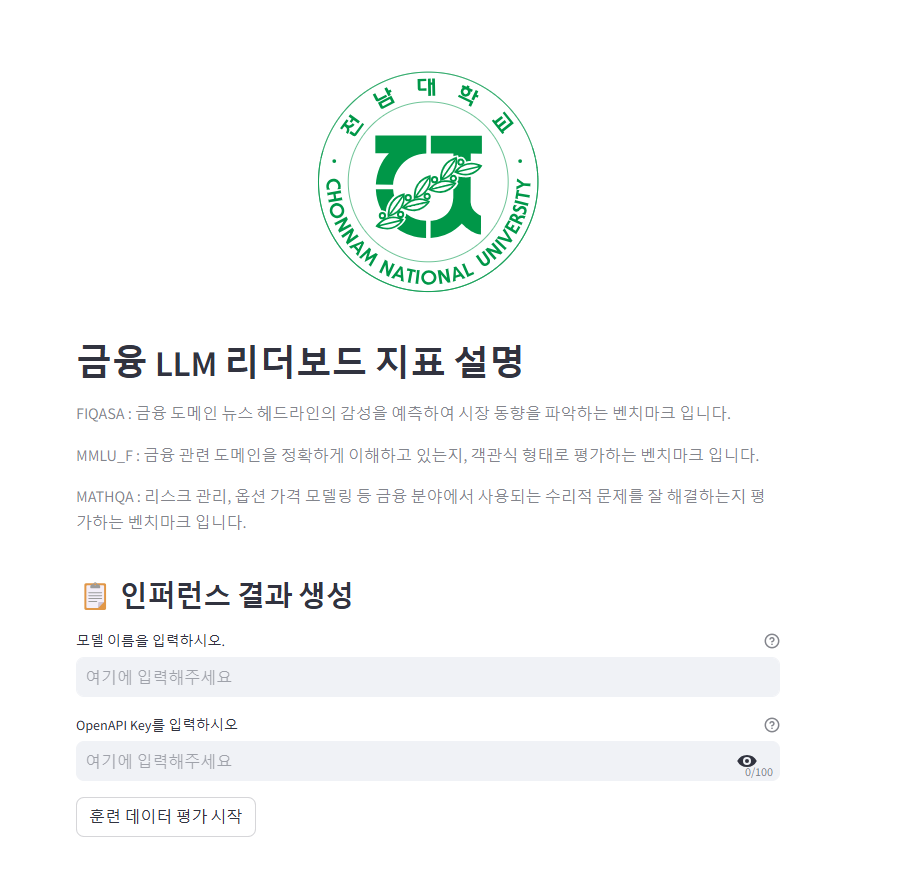 전남대학교
CHONNAM NATIONAL UNIVERSITY
금융 LLM 리더보드 지표 설명
FIQASA : 금융 도메인 뉴스 헤드라인의 감성을 예측하여 시장 동향을 파악하는 벤치마크 입니다.
MMLU_F : 금융 관련 도메인을 정확하게 이해하고 있는지, 객관식 형태로 평가하는 벤치마크 입니다.
MATHQA : 리스크 관리, 옵션 가격 모델링 등 금융 분야에서 사용되는 수리적 문제를 잘 해결하는지 평
가하는 벤치마크 입니다.
인퍼런스 결과 생성
모델 이름을 입력하시오.
여기에 입력해주세요
OpenAPI Key를 입력하시오
여기에 입력해주세요
0/100
훈련 데이터 평가 시작